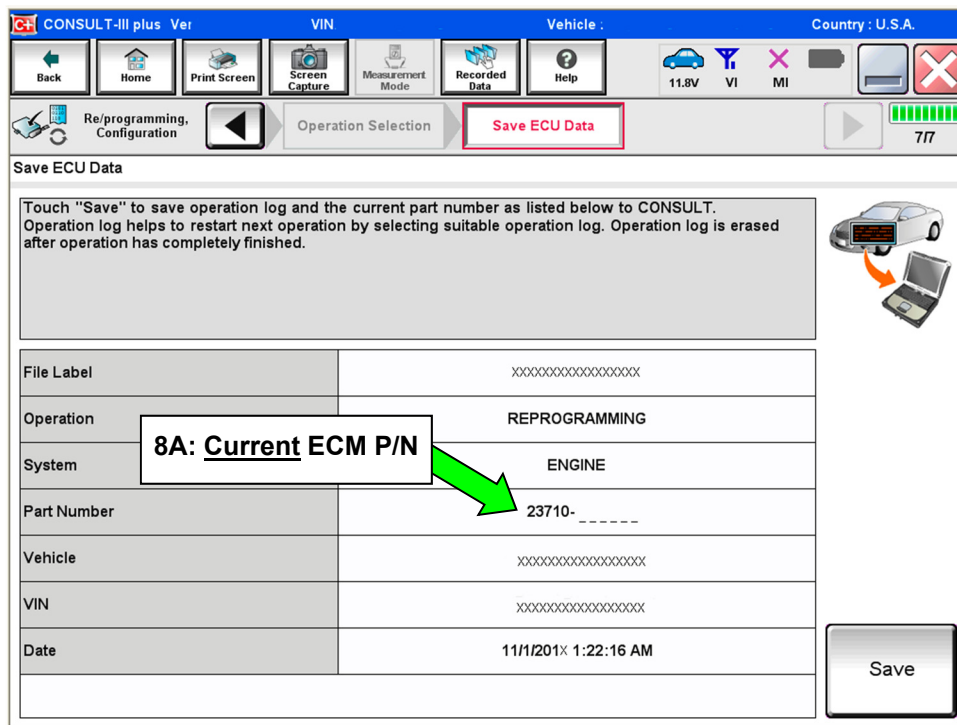 C+ CONSULT-III plus Ver VIN Vehicle : Country : U.S.A.
Back Home Print Screen Screen Capture Measurement Mode Recorded Data Help 11.8V VI MI
Re/programming, Configuration Operation Selection Save ECU Data 7/7
Save ECU Data
Touch "Save" to save operation log and the current part number as listed below to CONSULT.
Operation log helps to restart next operation by selecting suitable operation log. Operation log is erased
after operation has completely finished.
File Label XXXXXXXXXXXXXXXXX
Operation REPROGRAMMING
8A: Current ECM P/N
System ENGINE
Part Number 23710-_ _ _ _ _ _
Vehicle XXXXXXXXXXXXXXXXX
VIN XXXXXXXXXXXXXXXXX
Date 11/1/201X 1:22:16 AM
Save